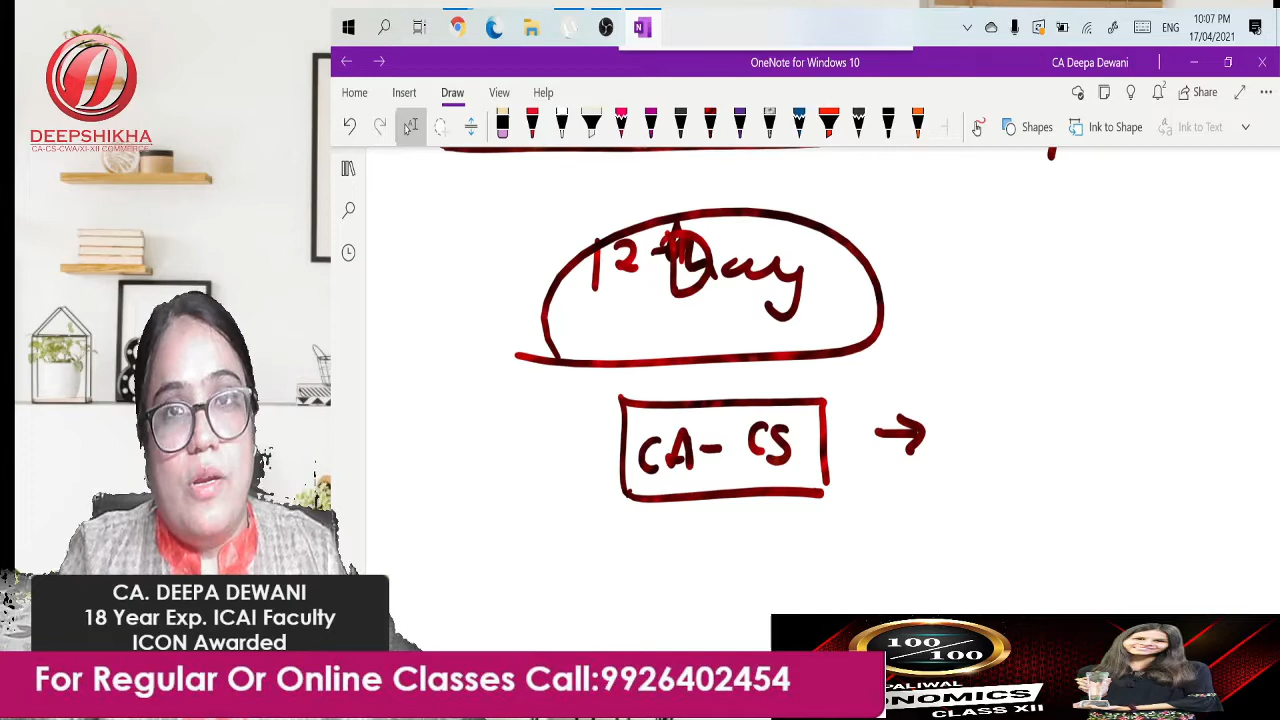 10:07 PM
ENG
17/04/2021
OneNote for Windows 10
CA Deepa Dewani
Home Insert Draw View Help
Share
Shapes
Ink to Shape
Ink to Text
DEEPSHIKHA
CA-CS-CWA/XI-XII COMMERCE
12
CA - CS →
CA. DEEPA DEWANI
18 Year Exp. ICAI Faculty
ICON Awarded
For Regular Or Online Classes Call:9926402454
100
/100
PALIWAL
ONOMICS
CLASS XII